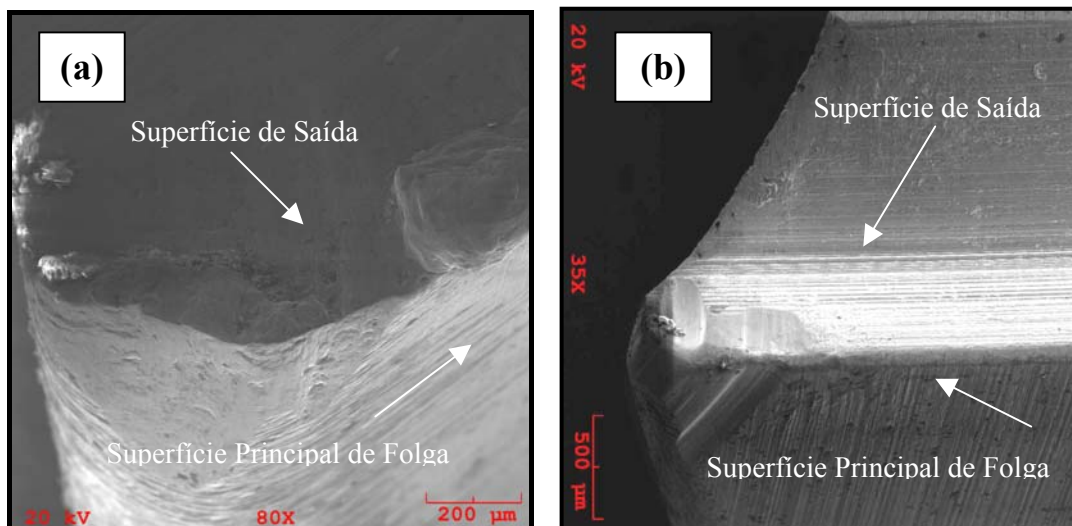 (a)
Superfície de Saída
Superfície Principal de Folga
20 kV
80X
200 µm
(b)
20 kV
Superfície de Saída
35X
Superfície Principal de Folga
500 µm